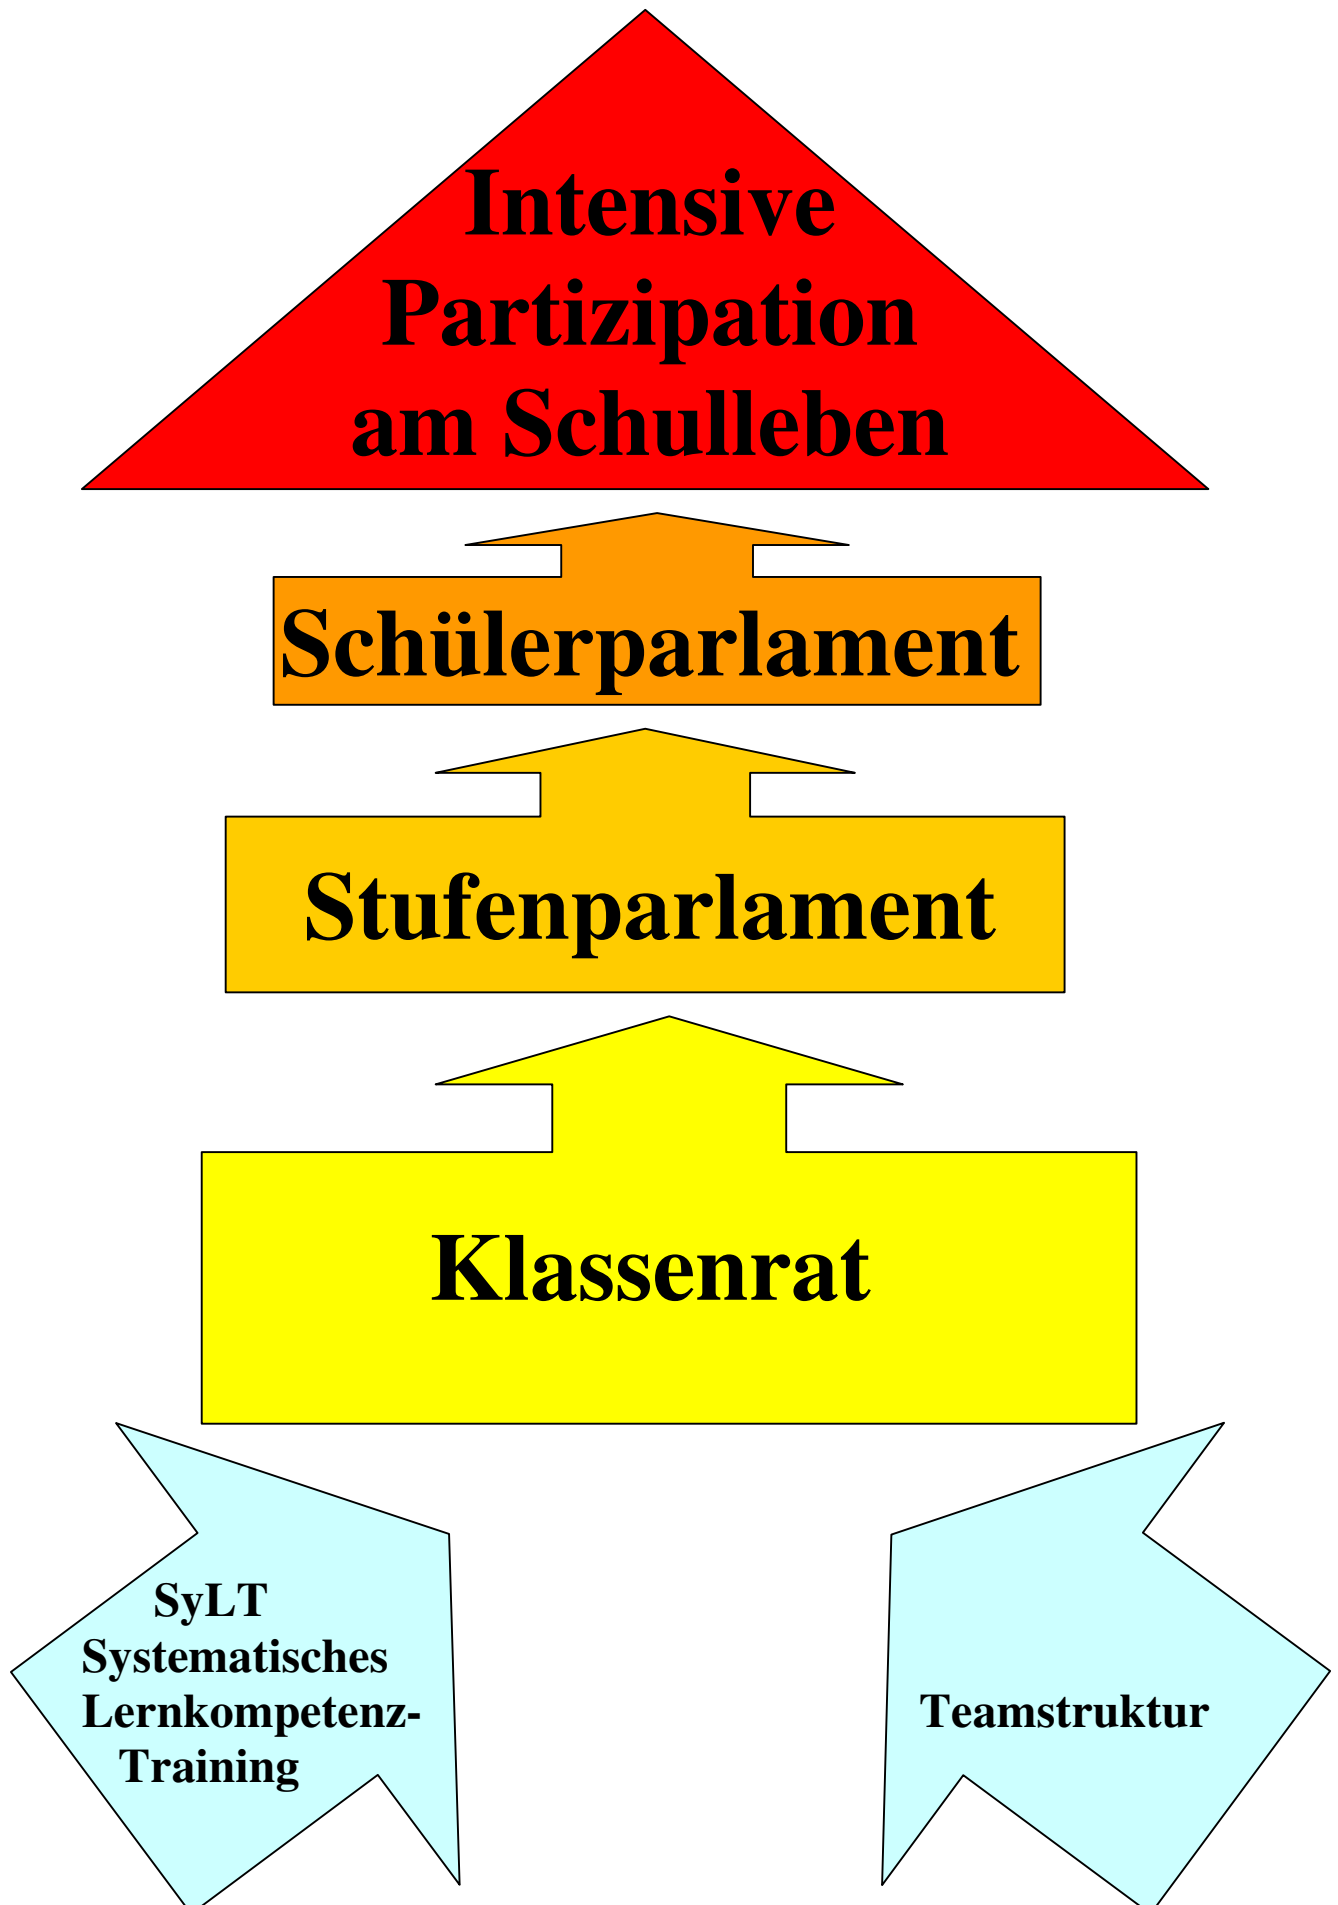 Intensive
Partizipation
am Schulleben
Schülerparlament
Stufenparlament
Klassenrat
SyLT
Systematisches
Lernkompetenz-
Training
Teamstruktur